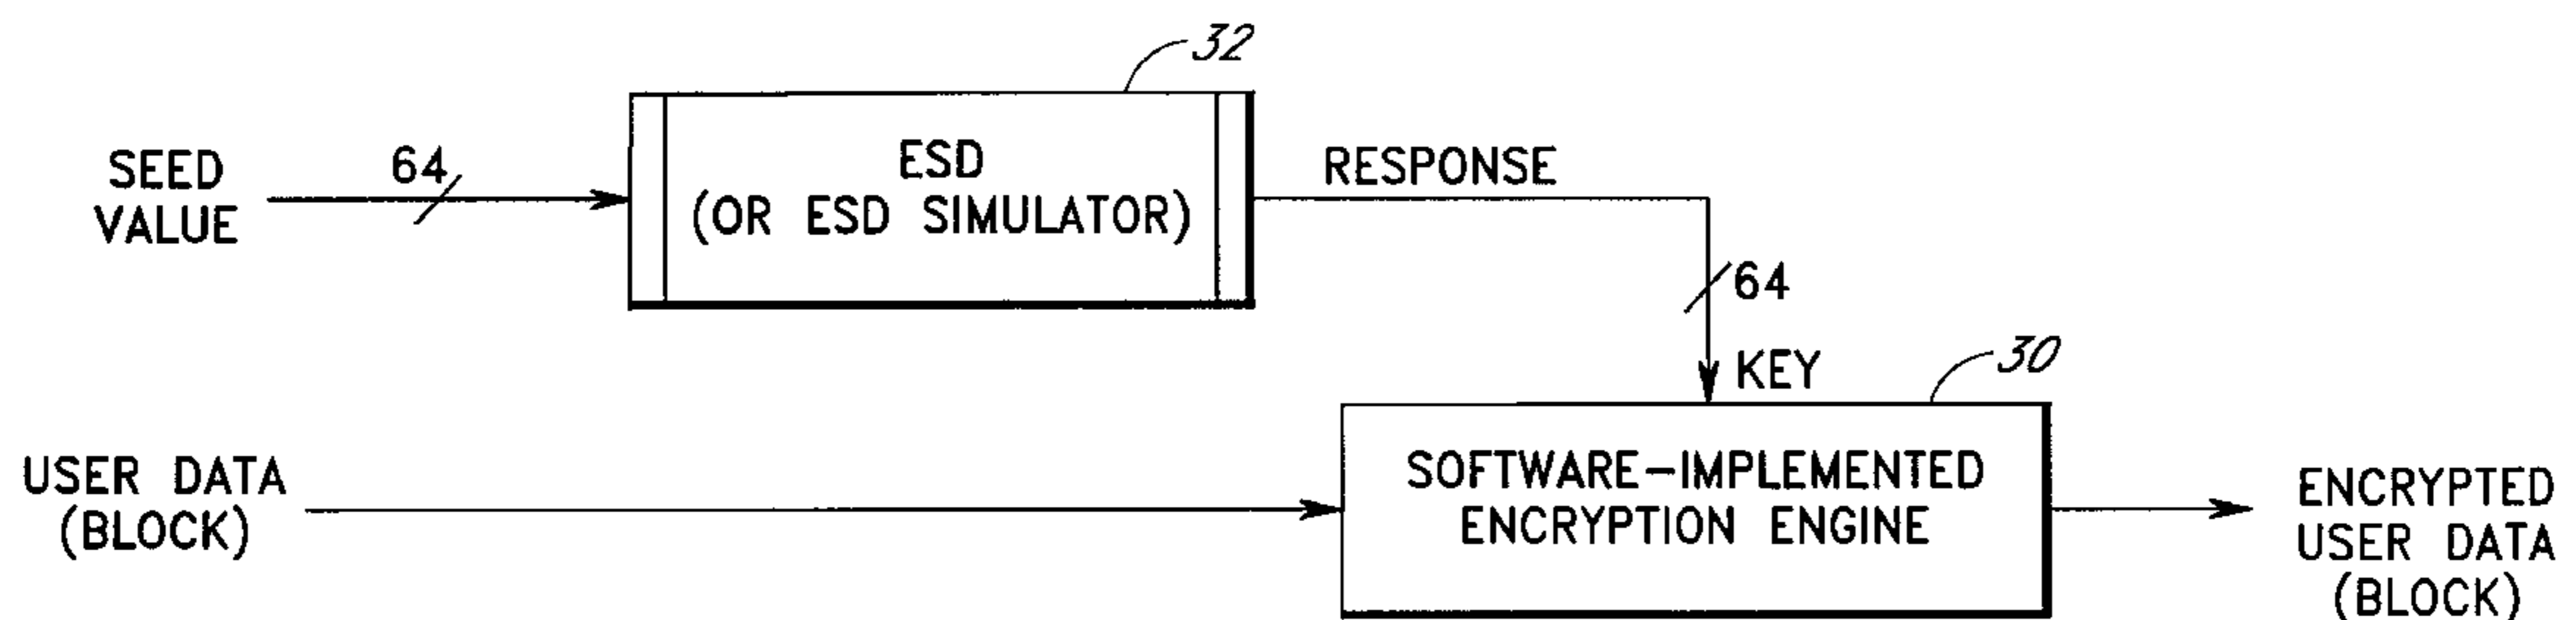 32
SEED
VALUE
64
ESD
(OR ESD SIMULATOR)
RESPONSE
64
KEY
30
USER DATA
(BLOCK)
SOFTWARE-IMPLEMENTED
ENCRYPTION ENGINE
ENCRYPTED
USER DATA
(BLOCK)